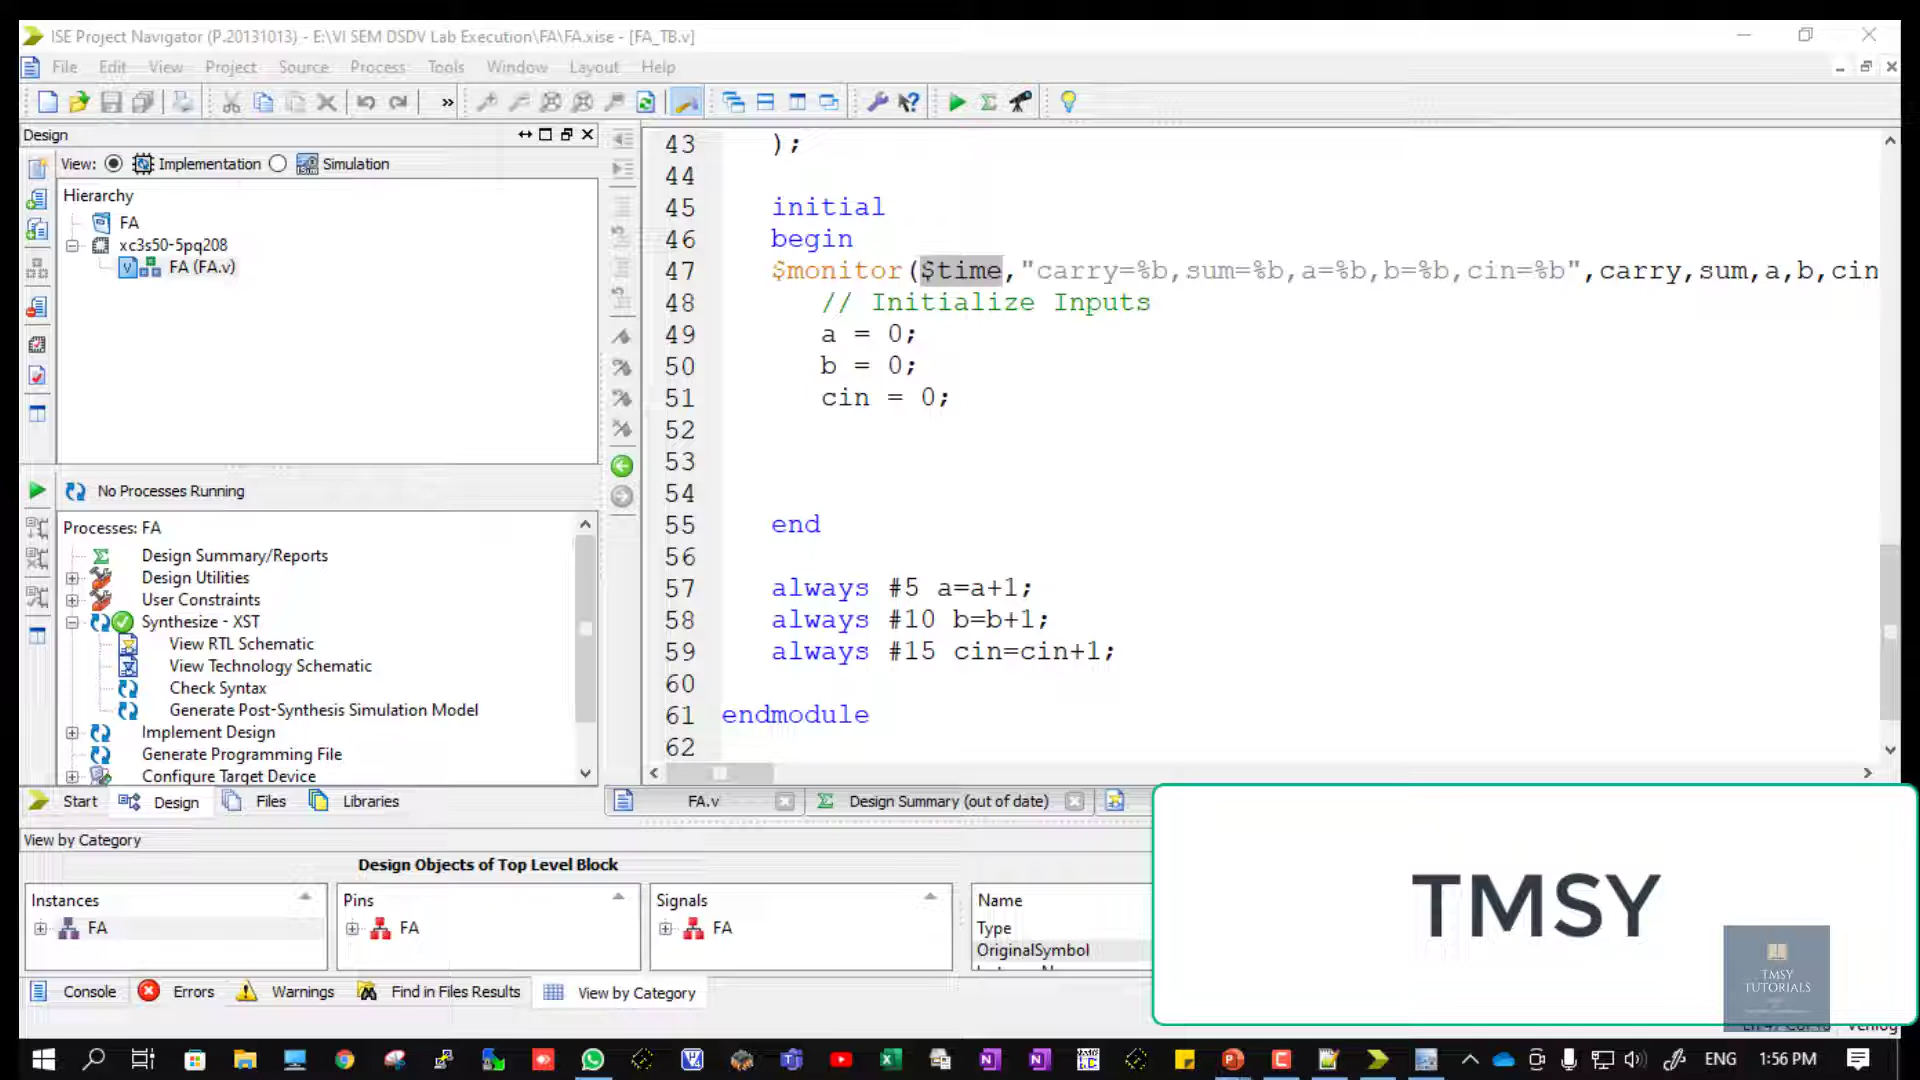 ISE Project Navigator (P.20131013) - E:\VI SEM DSDV Lab Execution\FA\FA.xise - [FA_TB.v]
File Edit View Project Source Process Tools Window Layout Help
»
Design
View: Implementation Simulation
Hierarchy
FA
xc3s50-5pq208
FA (FA.v)
No Processes Running
Processes: FA
Design Summary/Reports
Design Utilities
User Constraints
Synthesize - XST
View RTL Schematic
View Technology Schematic
Check Syntax
Generate Post-Synthesis Simulation Model
Implement Design
Generate Programming File
Configure Target Device
Start Design Files Libraries
43 );
44
45 initial
46 begin
47 $monitor($time,"carry=%b,sum=%b,a=%b,b=%b,cin=%b",carry,sum,a,b,cin
48 // Initialize Inputs
49 a = 0;
50 b = 0;
51 cin = 0;
52
53
54
55 end
56
57 always #5 a=a+1;
58 always #10 b=b+1;
59 always #15 cin=cin+1;
60
61 endmodule
62
FA.v Design Summary (out of date)
View by Category
Design Objects of Top Level Block
Instances Pins Signals Name
FA FA FA Type
OriginalSymbol
Console Errors Warnings Find in Files Results View by Category
TMSY
TMSY
TUTORIALS
ENG 1:56 PM